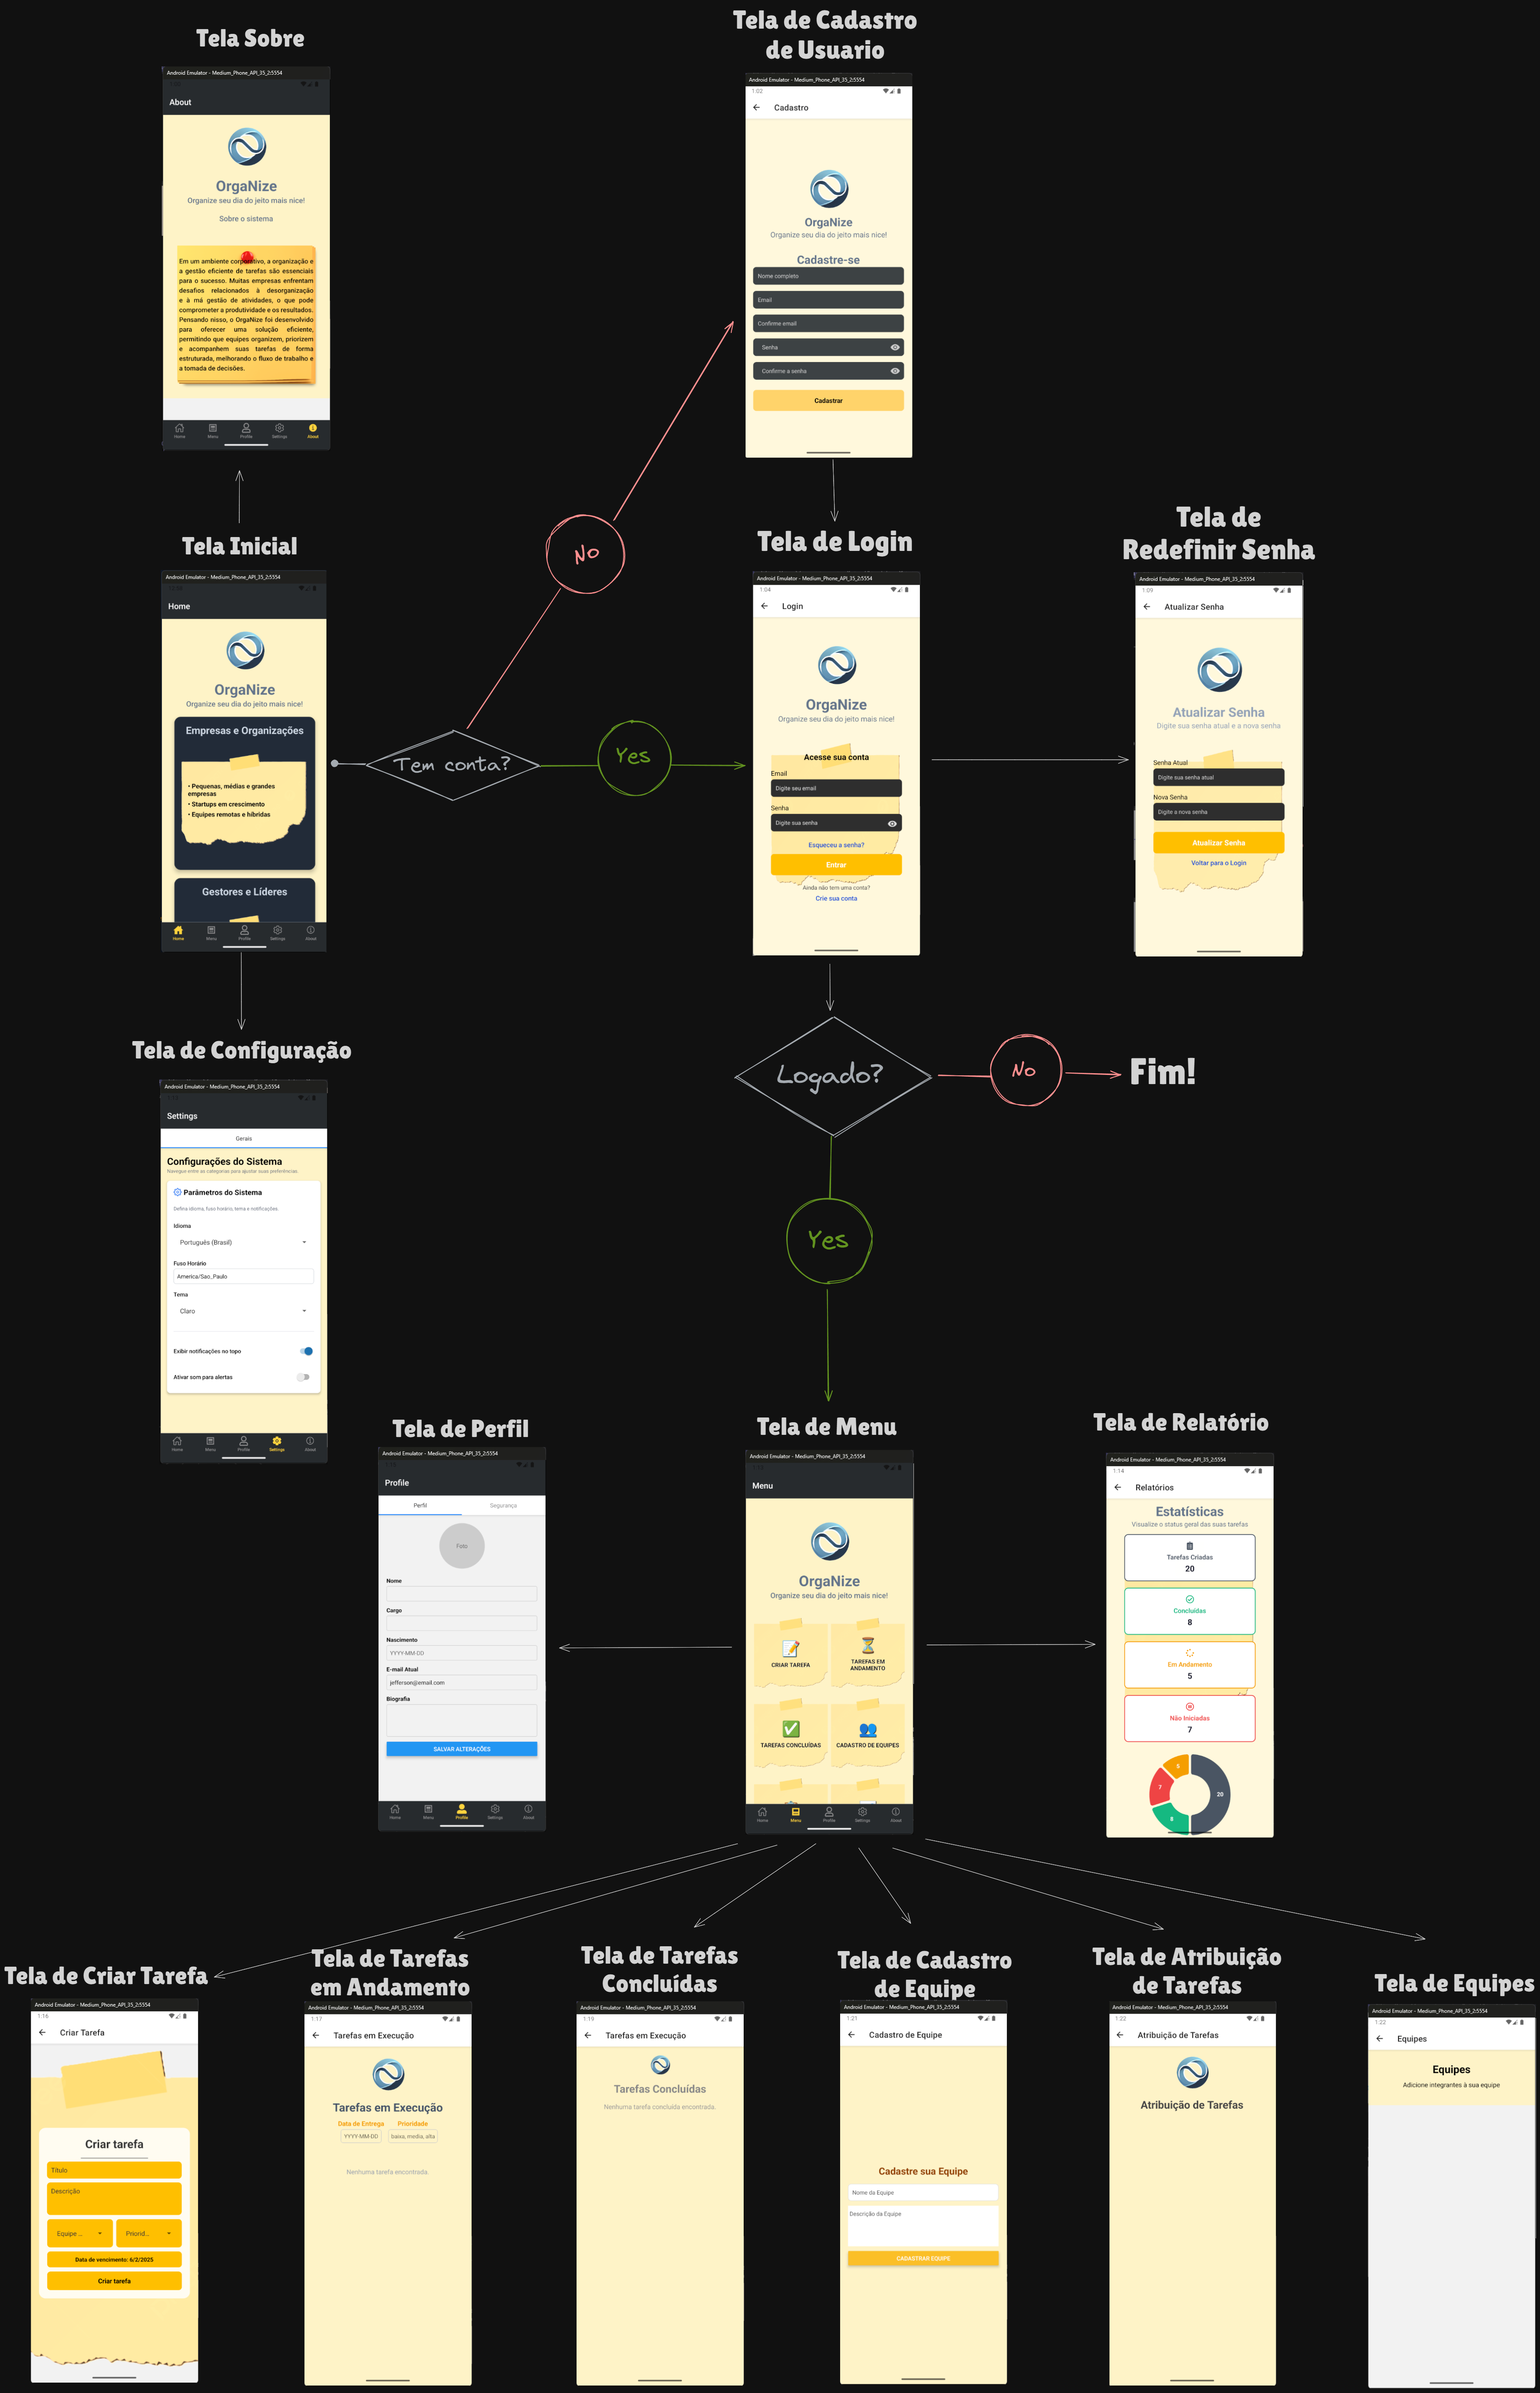 Tela Sobre
Android Emulator - Medium_Phone_API_35_2:5554
About
OrgaNize
Organize seu dia do jeito mais nice!
Sobre o sistema
Em um ambiente corporativo, a organização e
a gestão eficiente de tarefas são essenciais
para o sucesso. Muitas empresas enfrentam
desafios relacionados à desorganização
e à má gestão de atividades, o que pode
comprometer a produtividade e os resultados.
Pensando nisso, o OrgaNize foi desenvolvido
para oferecer uma solução eficiente,
permitindo que equipes organizem, priorizem
e acompanhem suas tarefas de forma
estruturada, melhorando o fluxo de trabalho e
a tomada de decisões.
Home Menu Profile Settings About
Tela de Cadastro
de Usuario
Android Emulator - Medium_Phone_API_35_2:5554
1:02
Cadastro
OrgaNize
Organize seu dia do jeito mais nice!
Cadastre-se
Nome completo
Email
Confirme email
Senha
Confirme a senha
Cadastrar
Tela Inicial
Android Emulator - Medium_Phone_API_35_2:5554
Home
OrgaNize
Organize seu dia do jeito mais nice!
Empresas e Organizações
• Pequenas, médias e grandes
empresas
• Startups em crescimento
• Equipes remotas e híbridas
Gestores e Líderes
Home Menu Profile Settings About
Tem conta?
No
Yes
Tela de Login
Android Emulator - Medium_Phone_API_35_2:5554
1:04
Login
OrgaNize
Organize seu dia do jeito mais nice!
Acesse sua conta
Email
Digite seu email
Senha
Digite sua senha
Esqueceu a senha?
Entrar
Ainda não tem uma conta?
Crie sua conta
Tela de
Redefinir Senha
Android Emulator - Medium_Phone_API_35_2:5554
1:09
Atualizar Senha
Atualizar Senha
Digite sua senha atual e a nova senha
Senha Atual
Digite sua senha atual
Nova Senha
Digite a nova senha
Atualizar Senha
Voltar para o Login
Tela de Configuração
Android Emulator - Medium_Phone_API_35_2:5554
Settings
Gerais
Configurações do Sistema
Navegue entre as categorias para ajustar suas preferências.
Parâmetros do Sistema
Defina idioma, fuso horário, tema e notificações.
Idioma
Português (Brasil)
Fuso Horário
America/Sao_Paulo
Tema
Claro
Exibir notificações no topo
Ativar som para alertas
Home Menu Profile Settings About
Logado?
No
Fim!
Yes
Tela de Perfil
Android Emulator - Medium_Phone_API_35_2:5554
Profile
Perfil Segurança
Foto
Nome
Cargo
Nascimento
YYYY-MM-DD
E-mail Atual
jefferson@email.com
Biografia
SALVAR ALTERAÇÕES
Home Menu Profile Settings About
Tela de Menu
Android Emulator - Medium_Phone_API_35_2:5554
Menu
OrgaNize
Organize seu dia do jeito mais nice!
CRIAR TAREFA
TAREFAS EM
ANDAMENTO
TAREFAS CONCLUÍDAS
CADASTRO DE EQUIPES
Home Menu Profile Settings About
Tela de Relatório
Android Emulator - Medium_Phone_API_35_2:5554
1:14
Relatórios
Estatísticas
Visualize o status geral das suas tarefas
Tarefas Criadas
20
Concluídas
8
Em Andamento
5
Não Iniciadas
7
5
7
20
8
Tela de Criar Tarefa
Android Emulator - Medium_Phone_API_35_2:5554
1:16
Criar Tarefa
Criar tarefa
Título
Descrição
Equipe ... Priorid...
Data de vencimento: 6/2/2025
Criar tarefa
Tela de Tarefas
em Andamento
Android Emulator - Medium_Phone_API_35_2:5554
1:17
Tarefas em Execução
Tarefas em Execução
Data de Entrega Prioridade
YYYY-MM-DD baixa, media, alta
Nenhuma tarefa encontrada.
Tela de Tarefas
Concluídas
Android Emulator - Medium_Phone_API_35_2:5554
1:19
Tarefas em Execução
Tarefas Concluídas
Nenhuma tarefa concluída encontrada.
Tela de Cadastro
de Equipe
Android Emulator - Medium_Phone_API_35_2:5554
1:21
Cadastro de Equipe
Cadastre sua Equipe
Nome da Equipe
Descrição da Equipe
CADASTRAR EQUIPE
Tela de Atribuição
de Tarefas
Android Emulator - Medium_Phone_API_35_2:5554
1:22
Atribuição de Tarefas
Atribuição de Tarefas
Tela de Equipes
Android Emulator - Medium_Phone_API_35_2:5554
1:22
Equipes
Equipes
Adicione integrantes à sua equipe